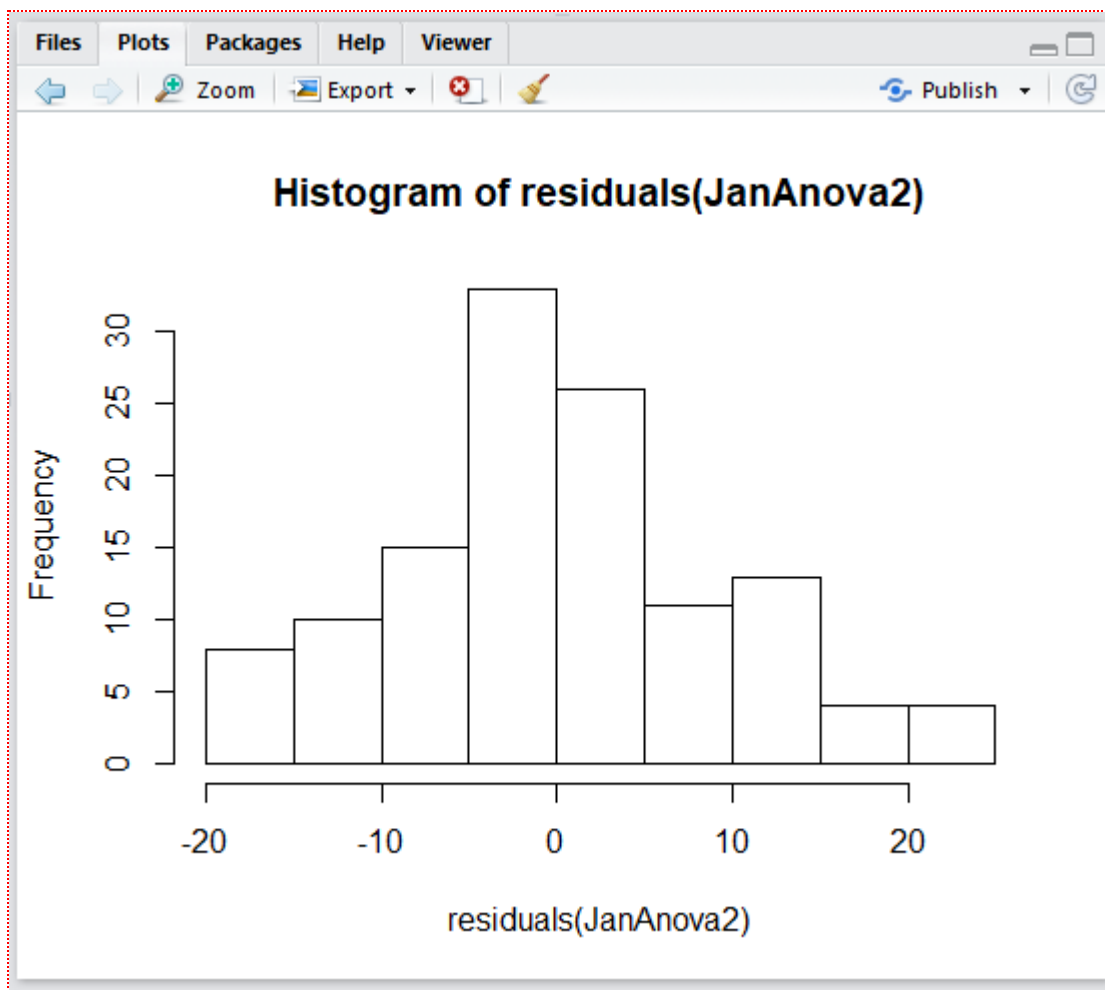 Files Plots Packages Help Viewer
Zoom Export Publish
Histogram of residuals(JanAnova2)
Frequency
30
25
20
15
10
5
0
-20 -10 0 10 20
residuals(JanAnova2)